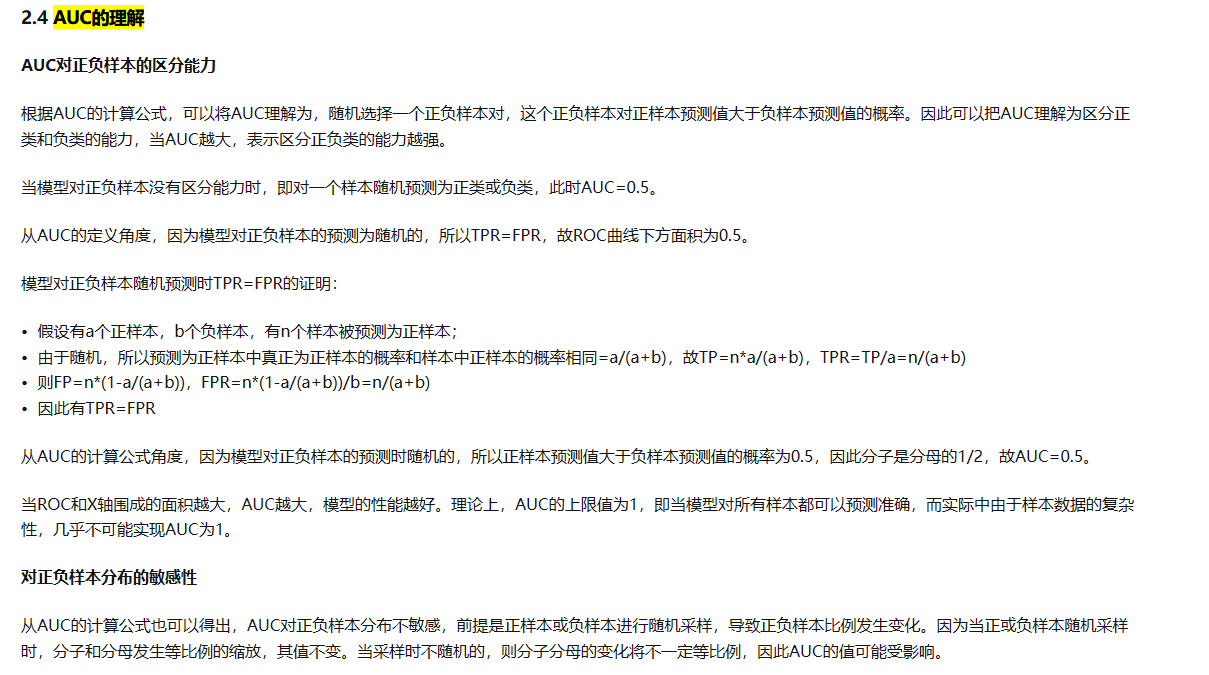 2.4 AUC的理解
AUC对正负样本的区分能力
根据AUC的计算公式，可以将AUC理解为，随机选择一个正负样本对，这个正负样本对正样本预测值大于负样本预测值的概率。因此可以把AUC理解为区分正
类和负类的能力，当AUC越大，表示区分正负类的能力越强。
当模型对正负样本没有区分能力时，即对一个样本随机预测为正类或负类，此时AUC=0.5。
从AUC的定义角度，因为模型对正负样本的预测为随机的，所以TPR=FPR，故ROC曲线下方面积为0.5。
模型对正负样本随机预测时TPR=FPR的证明：
• 假设有a个正样本，b个负样本，有n个样本被预测为正样本；
• 由于随机，所以预测为正样本中真正为正样本的概率和样本中正样本的概率相同=a/(a+b)，故TP=n*a/(a+b)，TPR=TP/a=n/(a+b)
• 则FP=n*(1-a/(a+b))，FPR=n*(1-a/(a+b))/b=n/(a+b)
• 因此有TPR=FPR
从AUC的计算公式角度，因为模型对正负样本的预测时随机的，所以正样本预测值大于负样本预测值的概率为0.5，因此分子是分母的1/2，故AUC=0.5。
当ROC和X轴围成的面积越大，AUC越大，模型的性能越好。理论上，AUC的上限值为1，即当模型对所有样本都可以预测准确，而实际中由于样本数据的复杂
性，几乎不可能实现AUC为1。
对正负样本分布的敏感性
从AUC的计算公式也可以得出，AUC对正负样本分布不敏感，前提是正样本或负样本进行随机采样，导致正负样本比例发生变化。因为当正或负样本随机采样
时，分子和分母发生等比例的缩放，其值不变。当采样时不随机的，则分子分母的变化将不一定等比例，因此AUC的值可能受影响。